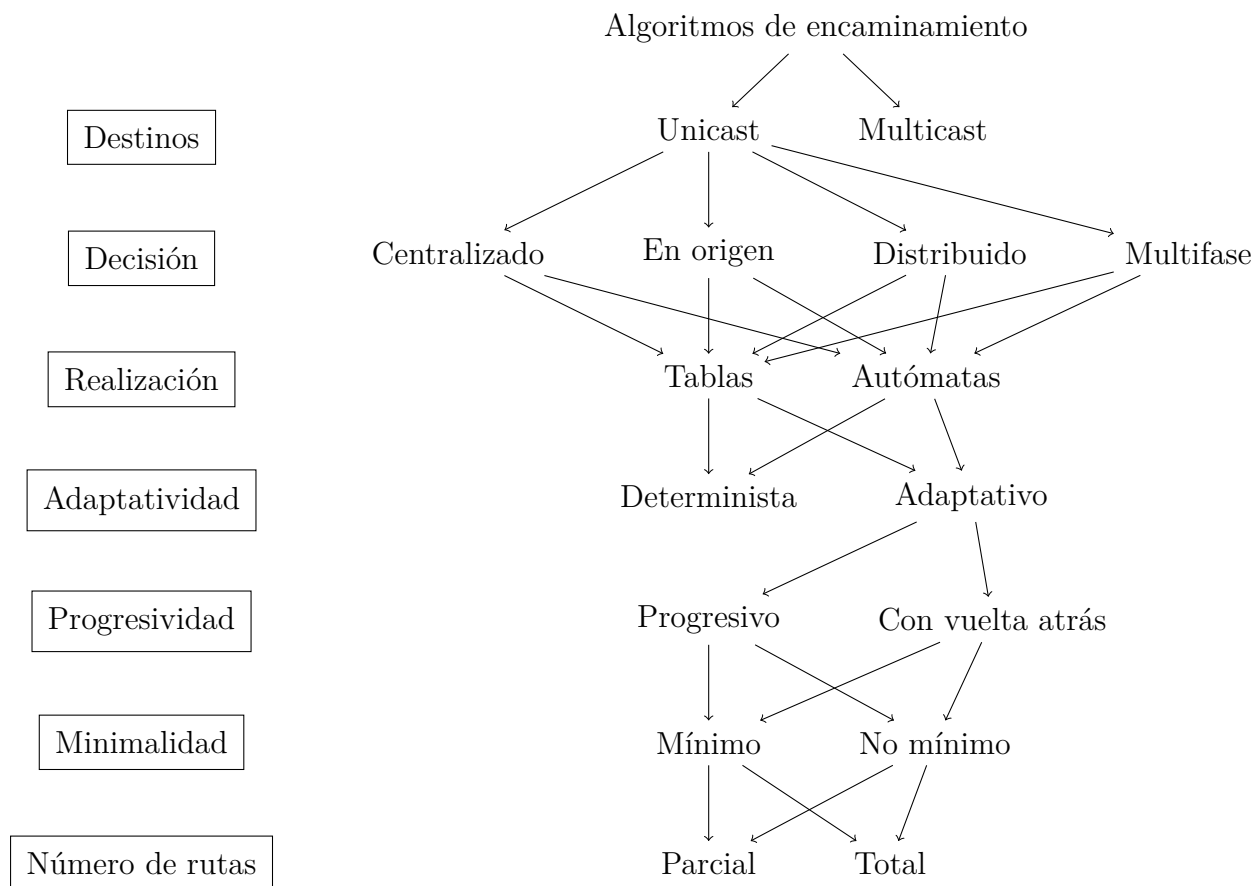 Algoritmos de encaminamiento
Destinos
Unicast
Multicast
Decisión
Centralizado
En origen
Distribuido
Multifase
Realización
Tablas
Autómatas
Adaptatividad
Determinista
Adaptativo
Progresividad
Progresivo
Con vuelta atrás
Minimalidad
Mínimo
No mínimo
Número de rutas
Parcial
Total